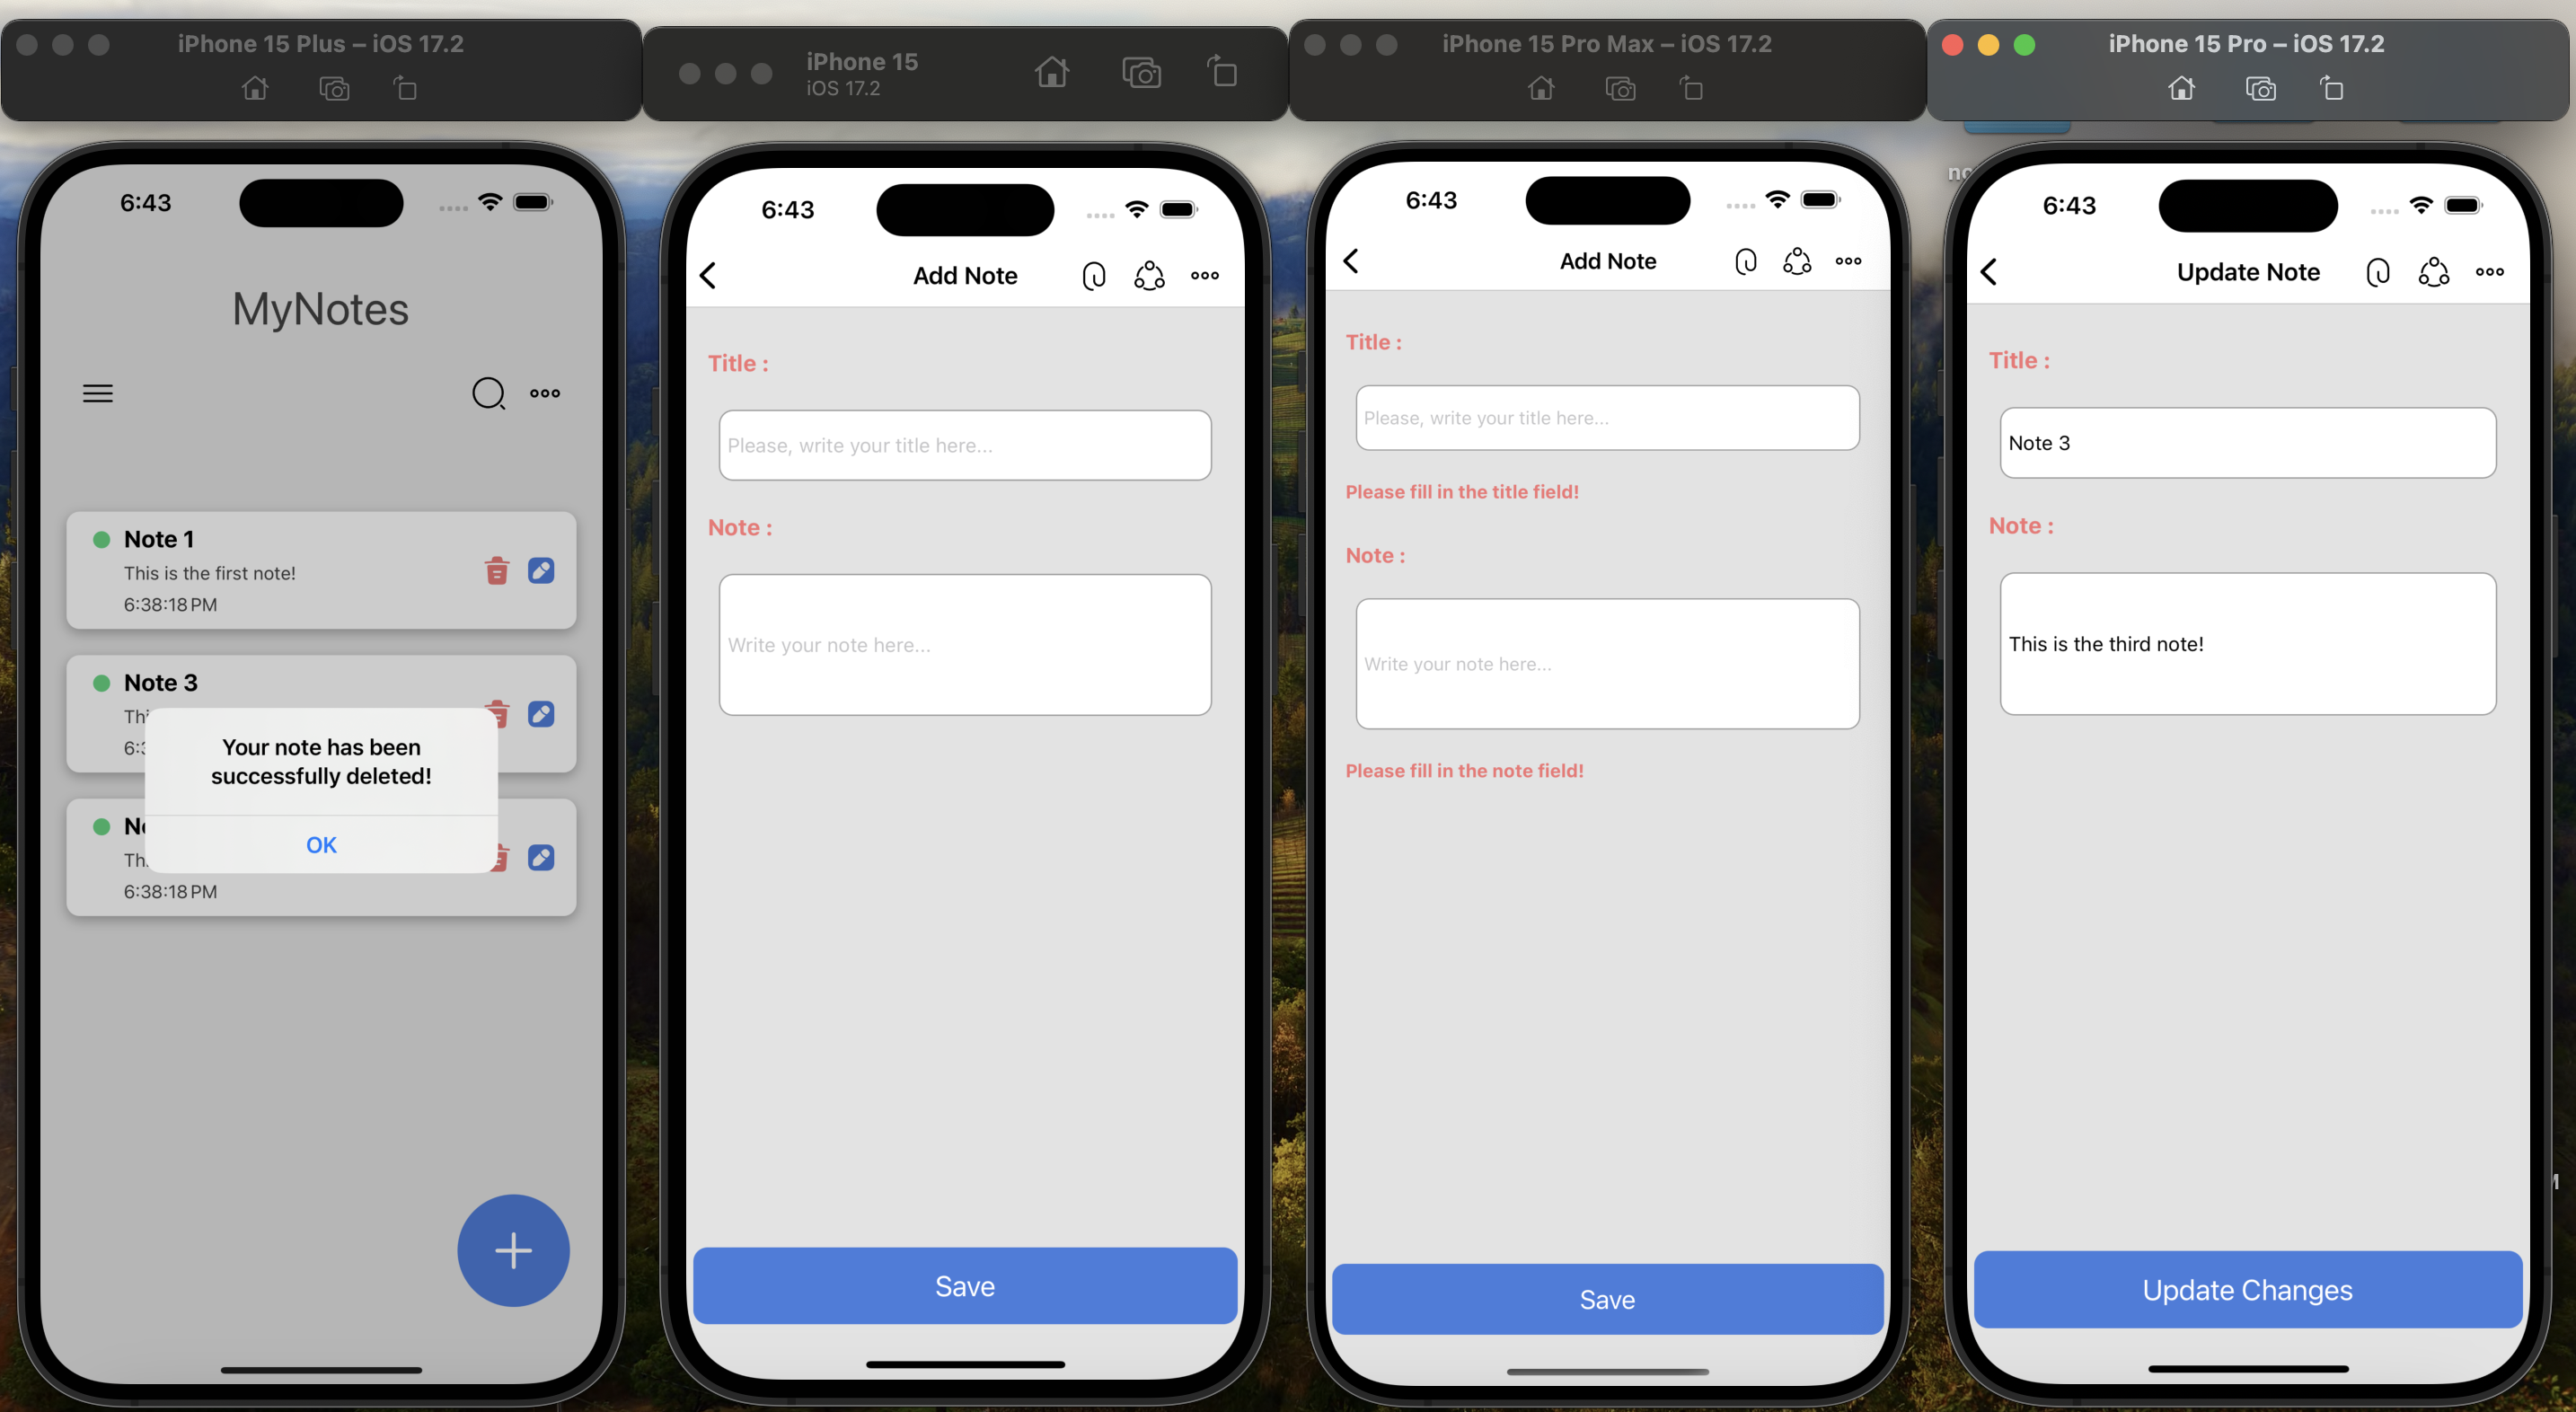 iPhone 15 Plus – iOS 17.2
6:43
MyNotes
Note 1
This is the first note!
6:38:18 PM
Note 3
Thi
6:3
Your note has been
successfully deleted!
OK
No
Th
6:38:18 PM
iPhone 15
iOS 17.2
6:43
Add Note
Title :
Please, write your title here...
Note :
Write your note here...
Save
iPhone 15 Pro Max – iOS 17.2
6:43
Add Note
Title :
Please, write your title here...
Please fill in the title field!
Note :
Write your note here...
Please fill in the note field!
Save
iPhone 15 Pro – iOS 17.2
6:43
Update Note
Title :
Note 3
Note :
This is the third note!
Update Changes